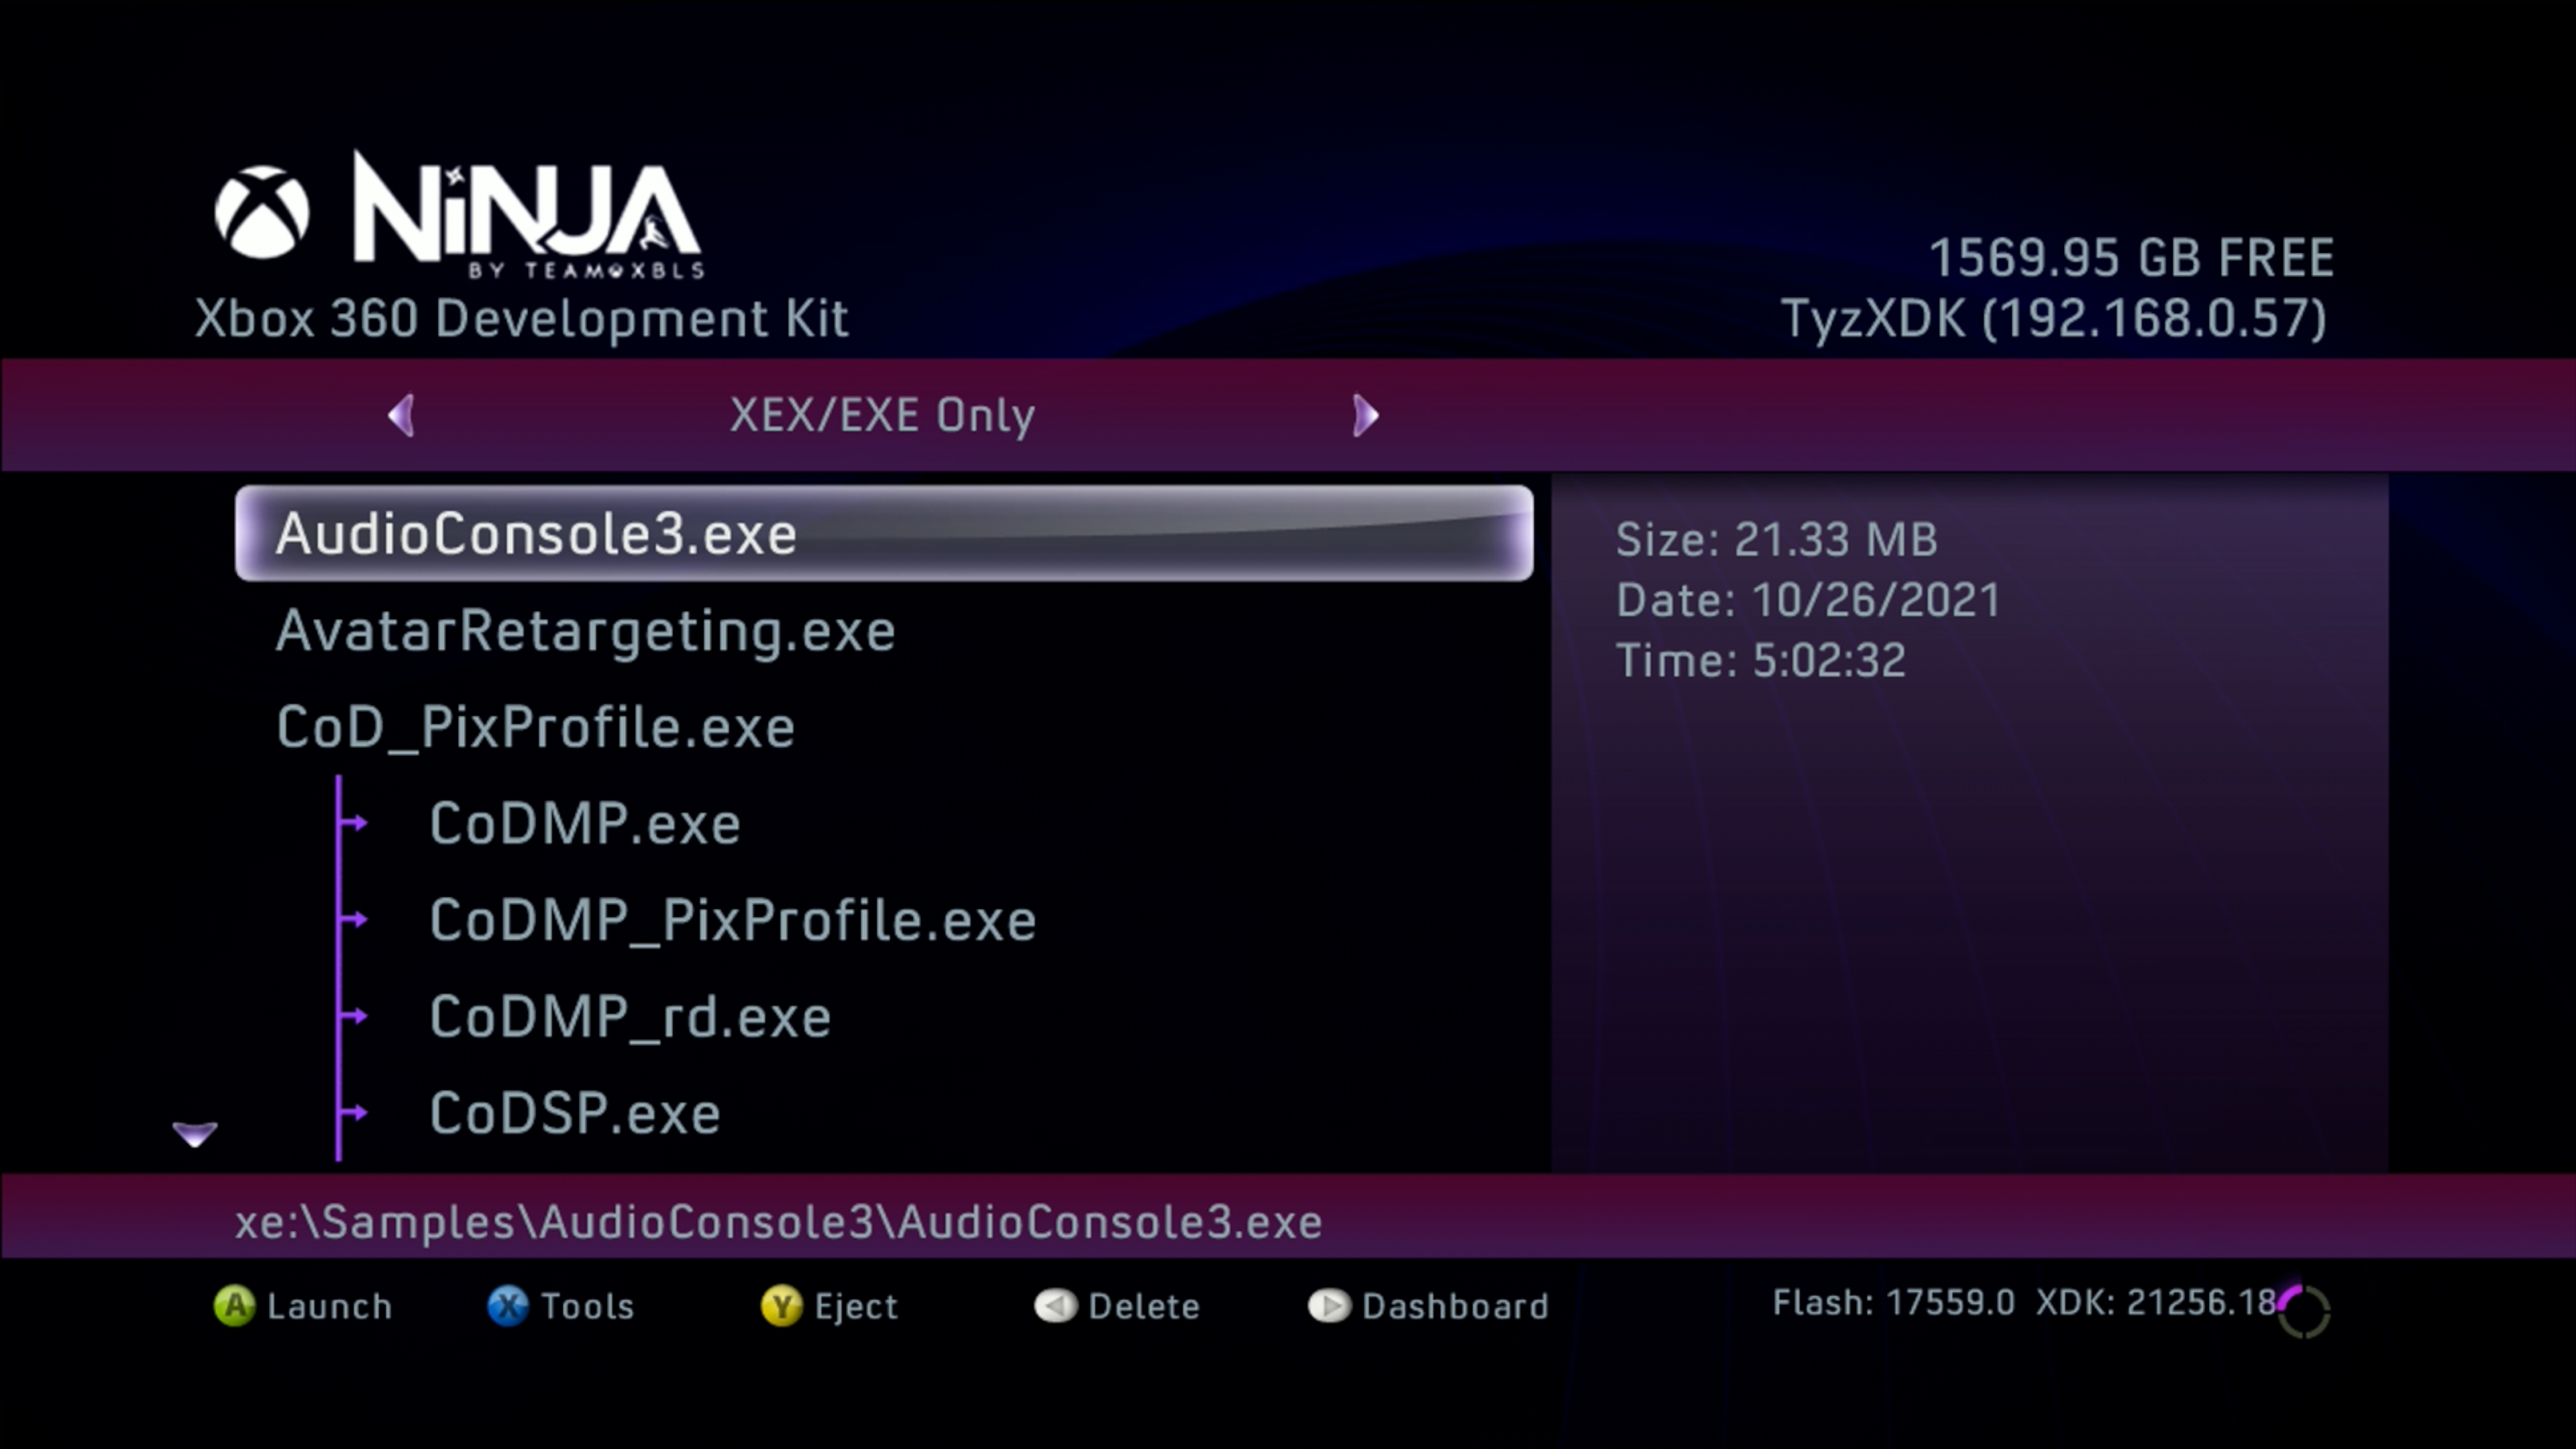 NiNJA
BY TEAMXBLS
Xbox 360 Development Kit
1569.95 GB FREE
TyzXDK (192.168.0.57)
XEX/EXE Only
AudioConsole3.exe
AvatarRetargeting.exe
CoD_PixProfile.exe
CoDMP.exe
CoDMP_PixProfile.exe
CoDMP_rd.exe
CoDSP.exe
Size: 21.33 MB
Date: 10/26/2021
Time: 5:02:32
xe:\Samples\AudioConsole3\AudioConsole3.exe
A Launch X Tools Y Eject Delete Dashboard Flash: 17559.0 XDK: 21256.18